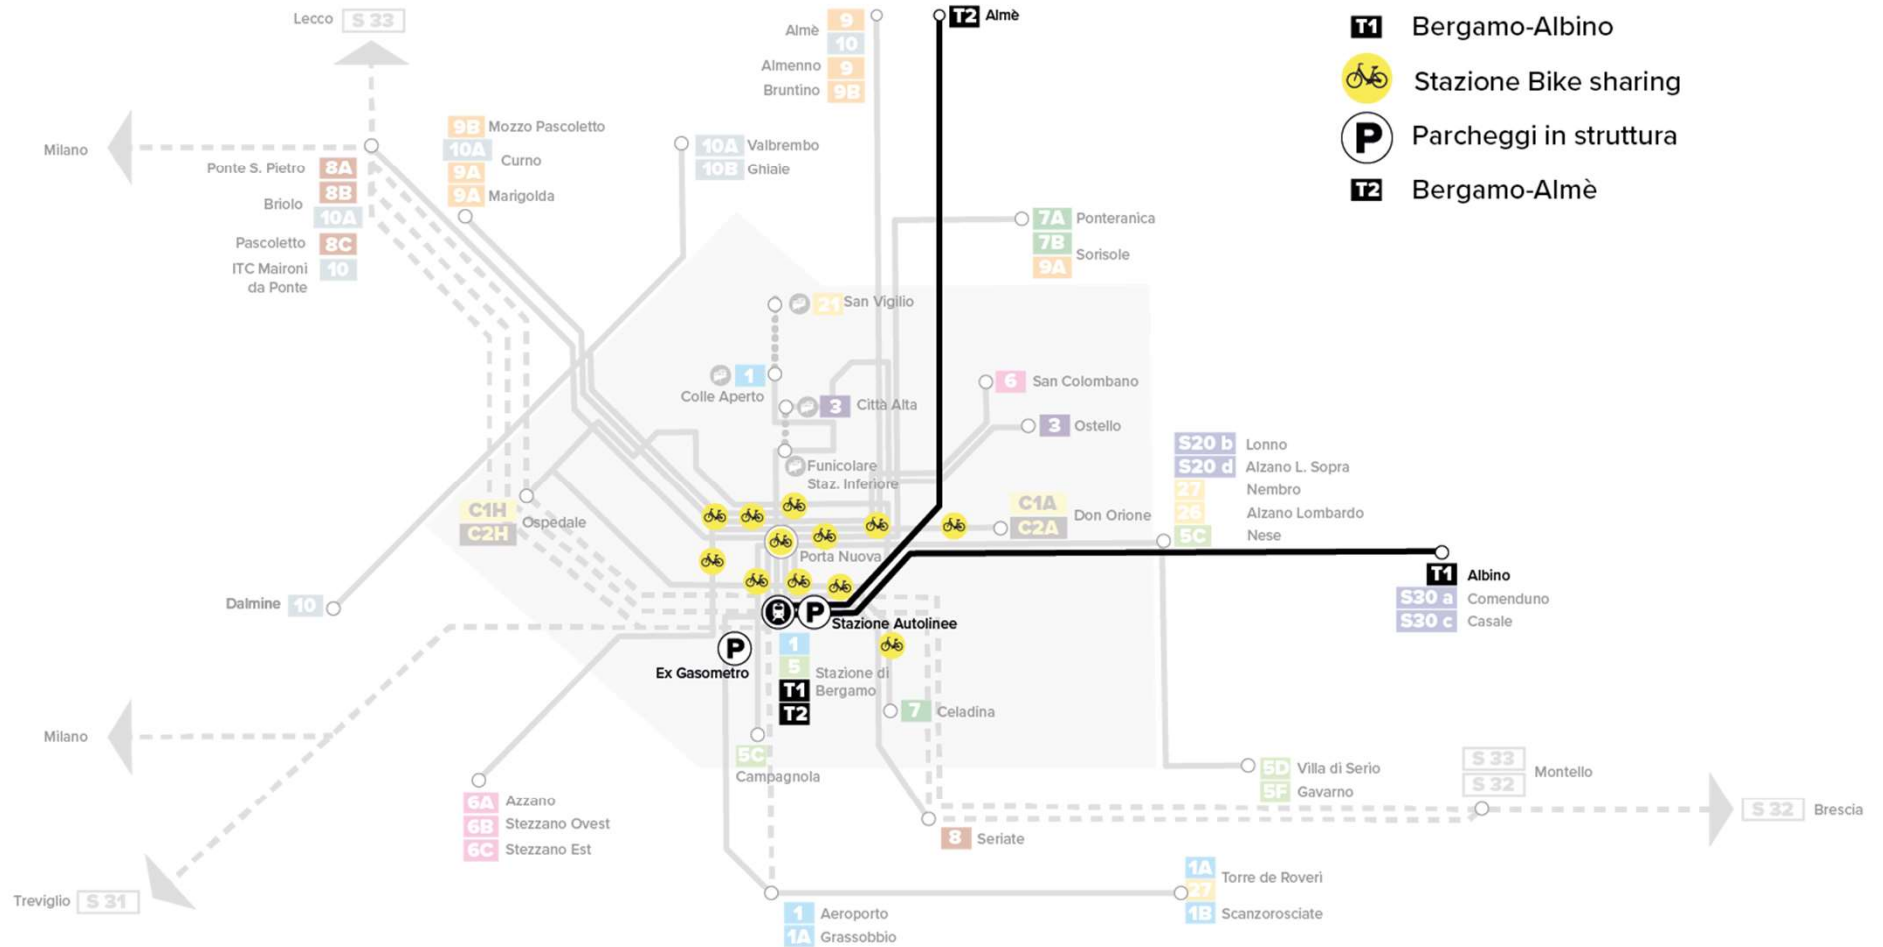 Lecco S 33
Almè 9
10
Almenno 9
Bruntino 9B
T2 Almè
T1 Bergamo-Albino
Stazione Bike sharing
P Parcheggi in struttura
T2 Bergamo-Almè
Milano
9B Mozzo Pascoletto
10A Curno
9A
9A Marigolda
Ponte S. Pietro 8A
8B
Briolo
10A
Pascoletto 8C
ITC Maironi 10
da Ponte
10A Valbrembo
10B Ghiaie
7A Ponteranica
7B
Sorisole
9A
21 San Vigilio
1
Colle Aperto
3 Città Alta
6 San Colombano
3 Ostello
Funicolare
Staz. Inferiore
S20 b Lonno
S20 d Alzano L. Sopra
27 Nembro
26 Alzano Lombardo
5C Nese
C1H
Ospedale
C2H
C1A
Don Orione
C2A
Porta Nuova
T1 Albino
S30 a Comenduno
S30 c Casale
Dalmine 10
P
Stazione Autolinee
P
Ex Gasometro
1
5
Stazione di
T1 Bergamo
T2
7 Celadina
5C
Campagnola
Milano
6A Azzano
6B Stezzano Ovest
6C Stezzano Est
5D Villa di Serio
5F Gavarno
S 33
Montello
S 32
S 32 Brescia
8 Seriate
Treviglio S 31
1A
Torre de Roveri
27
1B Scanzorosciate
1 Aeroporto
1A Grassobbio